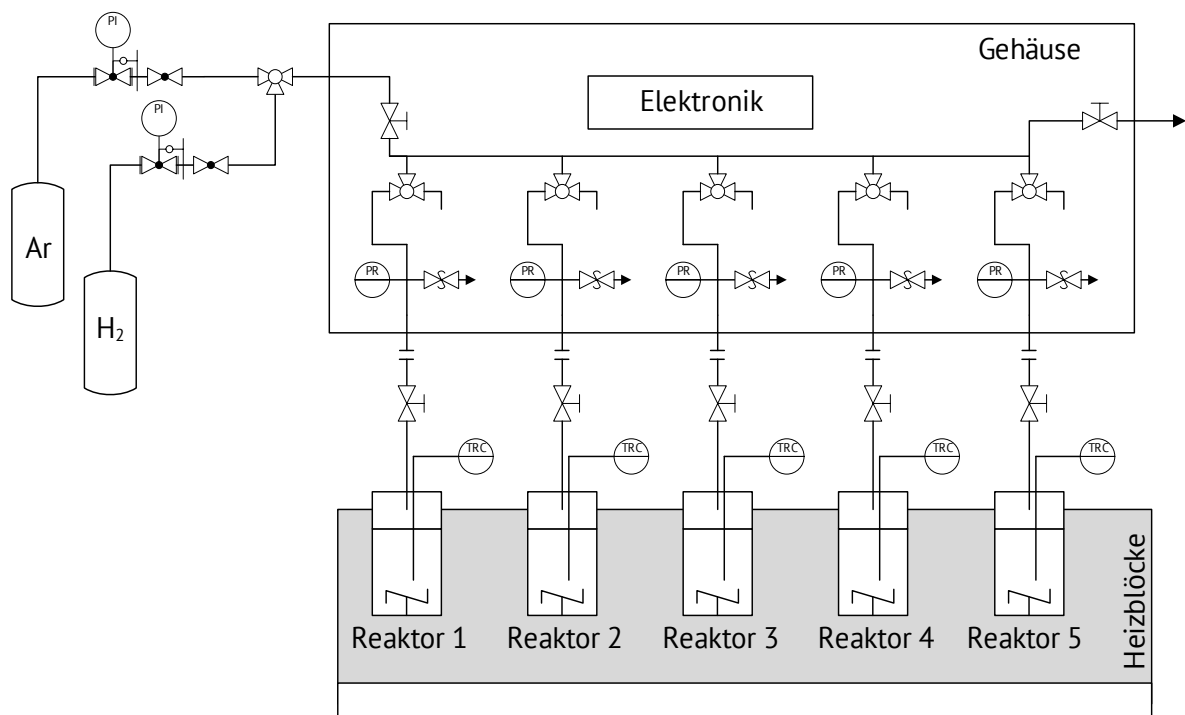 PI
Gehäuse
Elektronik
PI
Ar
H₂
PR
PR
PR
PR
PR
TRC
TRC
TRC
TRC
TRC
Reaktor 1
Reaktor 2
Reaktor 3
Reaktor 4
Reaktor 5
Heizblöcke